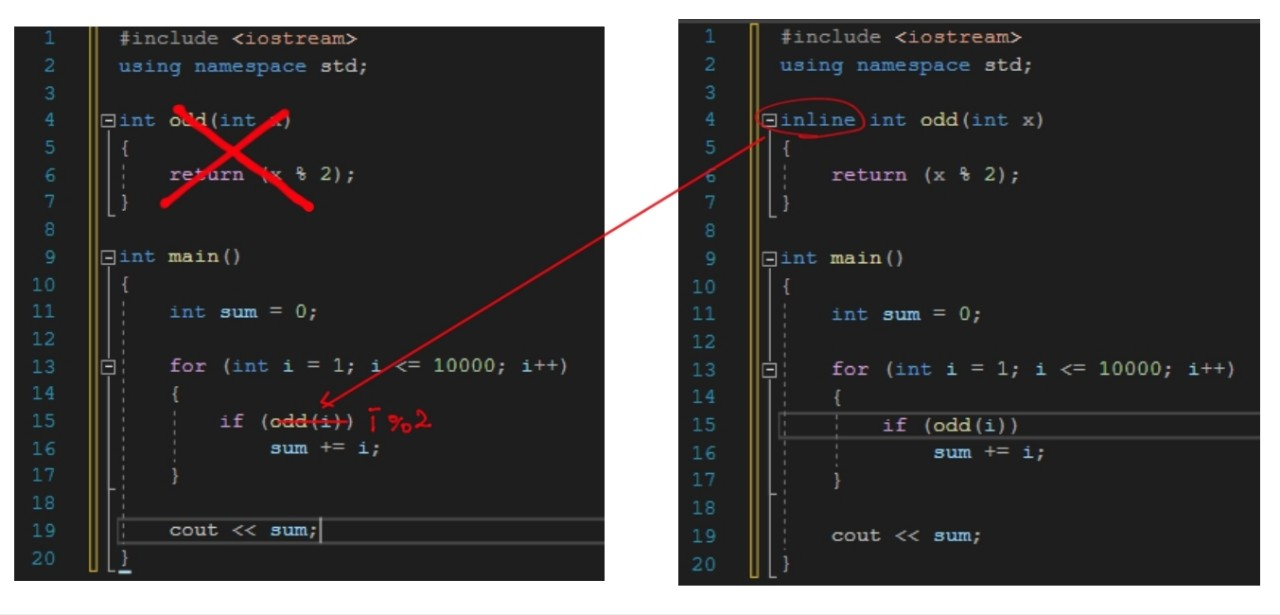 1 #include <iostream>
2 using namespace std;
3
4 int odd(int x)
5 {
6 return (x % 2);
7 }
8
9 int main()
10 {
11 int sum = 0;
12
13 for (int i = 1; i <= 10000; i++)
14 {
15 if (odd(i)) i%2
16 sum += i;
17 }
18
19 cout << sum;
20 }
1 #include <iostream>
2 using namespace std;
3
4 inline int odd(int x)
5 {
6 return (x % 2);
7 }
8
9 int main()
10 {
11 int sum = 0;
12
13 for (int i = 1; i <= 10000; i++)
14 {
15 if (odd(i))
16 sum += i;
17 }
18
19 cout << sum;
20 }